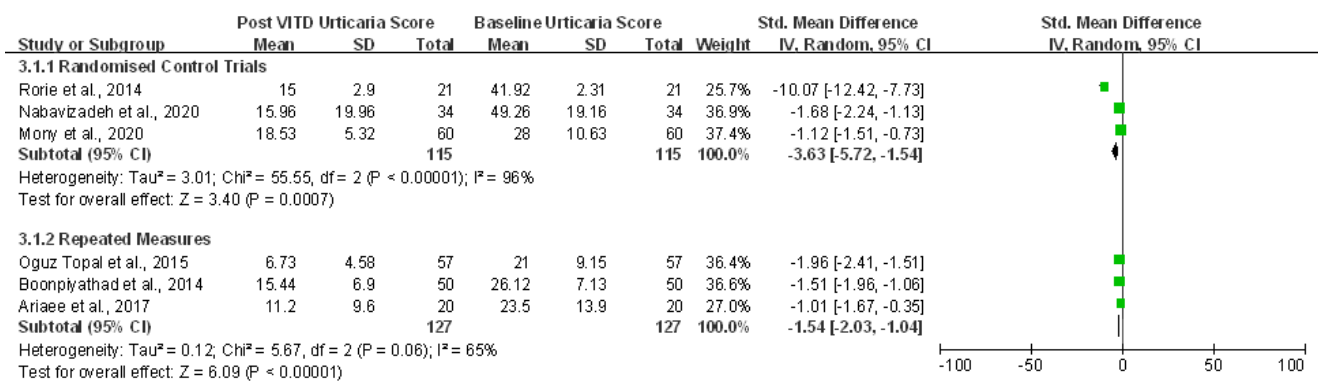 Post VITD Urticaria Score Baseline Urticaria Score Std. Mean Difference Std. Mean Difference
Study or Subgroup Mean SD Total Mean SD Total Weight IV, Random, 95% CI IV, Random, 95% CI
3.1.1 Randomised Control Trials
Rorie et al., 2014 15 2.9 21 41.92 2.31 21 25.7% -10.07 [-12.42, -7.73]
Nabavizadeh et al., 2020 15.96 19.96 34 49.26 19.16 34 36.9% -1.68 [-2.24, -1.13]
Mony et al., 2020 18.53 5.32 60 28 10.63 60 37.4% -1.12 [-1.51, -0.73]
Subtotal (95% CI) 115 115 100.0% -3.63 [-5.72, -1.54]
Heterogeneity: Tau² = 3.01; Chi² = 55.55, df = 2 (P < 0.00001); I² = 96%
Test for overall effect: Z = 3.40 (P = 0.0007)
3.1.2 Repeated Measures
Oguz Topal et al., 2015 6.73 4.58 57 21 9.15 57 36.4% -1.96 [-2.41, -1.51]
Boonpiyathad et al., 2014 15.44 6.9 50 26.12 7.13 50 36.6% -1.51 [-1.96, -1.06]
Ariaee et al., 2017 11.2 9.6 20 23.5 13.9 20 27.0% -1.01 [-1.67, -0.35]
Subtotal (95% CI) 127 127 100.0% -1.54 [-2.03, -1.04]
Heterogeneity: Tau² = 0.12; Chi² = 5.67, df = 2 (P = 0.06); I² = 65%
Test for overall effect: Z = 6.09 (P < 0.00001)
-100 -50 0 50 100